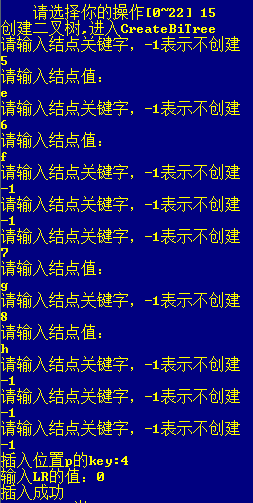 请选择你的操作[0~22] 15
创建二叉树,进入CreateBiTree
请输入结点关键字，-1表示不创建
5
请输入结点值：
e
请输入结点关键字，-1表示不创建
6
请输入结点值：
f
请输入结点关键字，-1表示不创建
-1
请输入结点关键字，-1表示不创建
-1
请输入结点关键字，-1表示不创建
7
请输入结点值：
g
请输入结点关键字，-1表示不创建
8
请输入结点值：
h
请输入结点关键字，-1表示不创建
-1
请输入结点关键字，-1表示不创建
-1
请输入结点关键字，-1表示不创建
-1
插入位置p的key:4
输入LR的值：0
插入成功